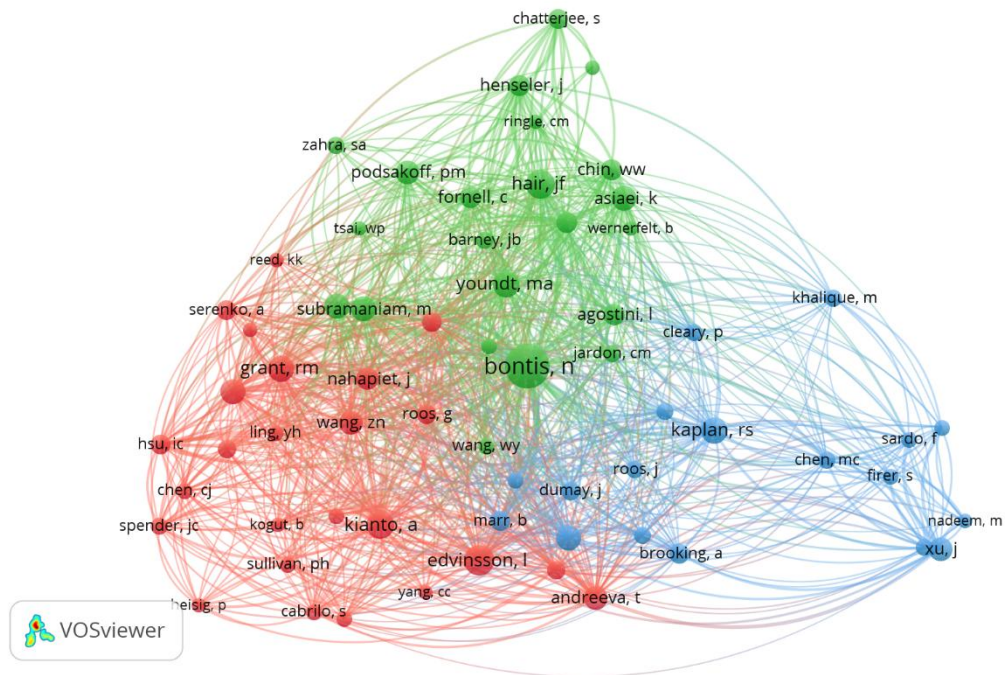 chatterjee, s
henseler, j
ringle, cm
zahra, sa
podsakoff, pm
chin, ww
hair, jf
fornell, c
asiaei, k
tsai, wp
wernerfelt, b
barney, jb
reed, kk
youndt, ma
khalique, m
serenko, a
subramaniam, m
agostini, l
cleary, p
jardon, cm
bontis, n
grant, rm
nahapiet, j
roos, g
wang, zn
kaplan, rs
ling, yh
hsu, ic
wang, wy
sardo, f
chen, mc
roos, j
firer, s
chen, cj
dumay, j
spender, jc
kogut, b
kianto, a
marr, b
nadeem, m
xu, j
brooking, a
edvinsson, l
sullivan, ph
yang, cc
andreeva, t
heisig, p
cabrilo, s
VOSviewer